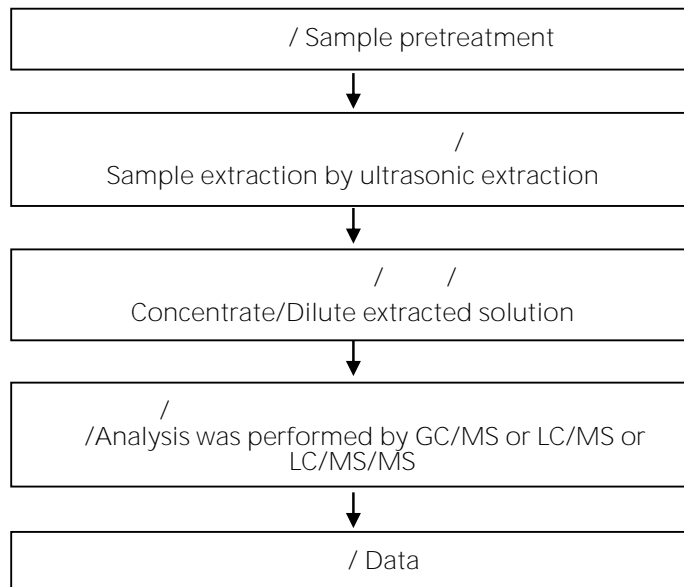 / Sample pretreatment
/
Sample extraction by ultrasonic extraction
/ /
Concentrate/Dilute extracted solution
/
/Analysis was performed by GC/MS or LC/MS or
LC/MS/MS
/ Data